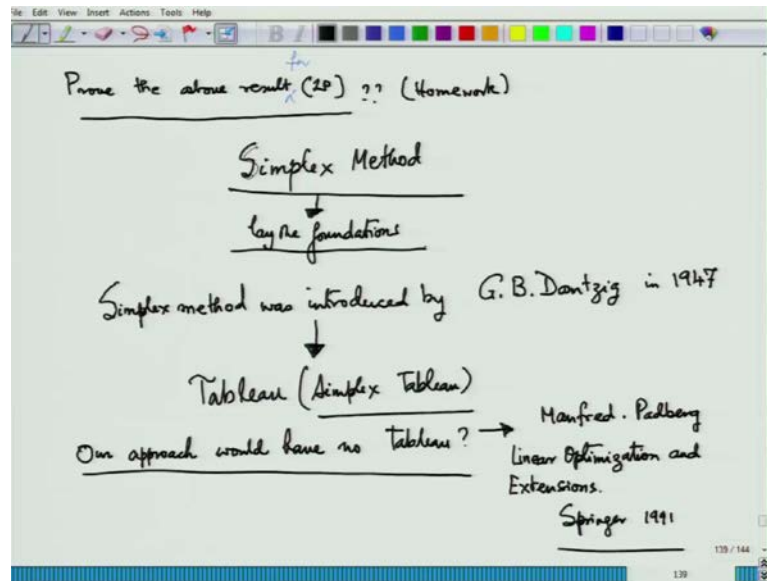 File Edit View Insert Actions Tools Help
for
Prove the above result (LP) ?? (Homework)
Simplex Method
lay the foundations
Simplex method was introduced by G. B. Dantzig in 1947
Tableau (Simplex Tableau)
Our approach would have no Tableau?
Manfred. Padberg
Linear Optimization and
Extensions.
Springer 1991
139 / 144
139